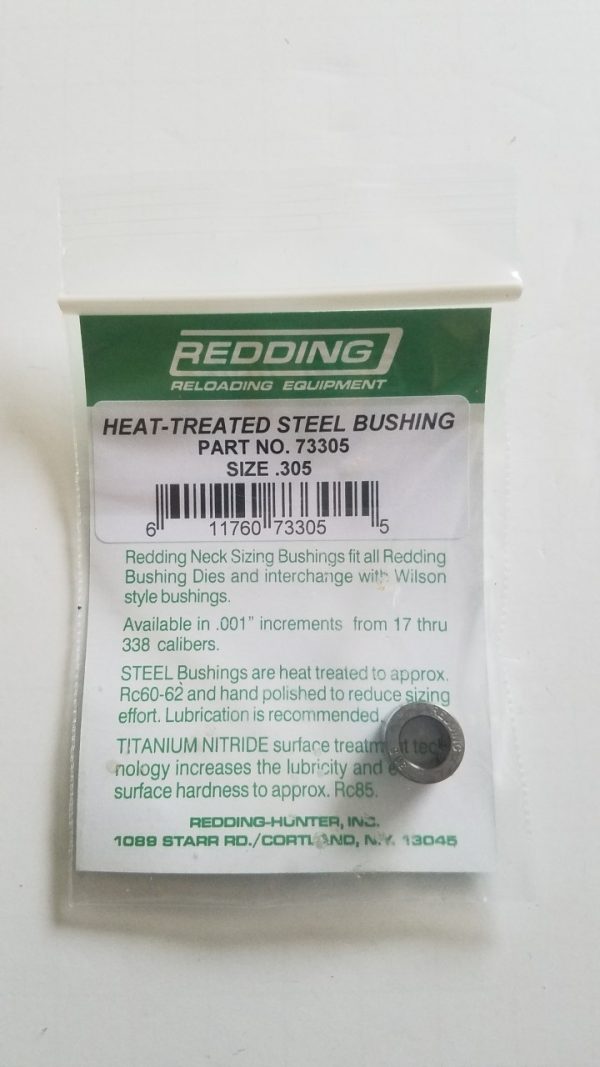 REDDING
RELOADING EQUIPMENT
HEAT-TREATED STEEL BUSHING
PART NO. 73305
SIZE .305
6 11760 73305 5
Redding Neck Sizing Bushings fit all Redding
Bushing Dies and interchange with Wilson
style bushings.
Available in .001" increments from 17 thru
338 calibers.
STEEL Bushings are heat treated to approx.
Rc60-62 and hand polished to reduce sizing
effort. Lubrication is recommended.
REDDING
TITANIUM NITRIDE surface
nology increases the lubricity and
surface hardness to approx. Rc85.
REDDING-HUNTER, INC.
1089 STARR RD./CORTLAND, N.Y. 13045